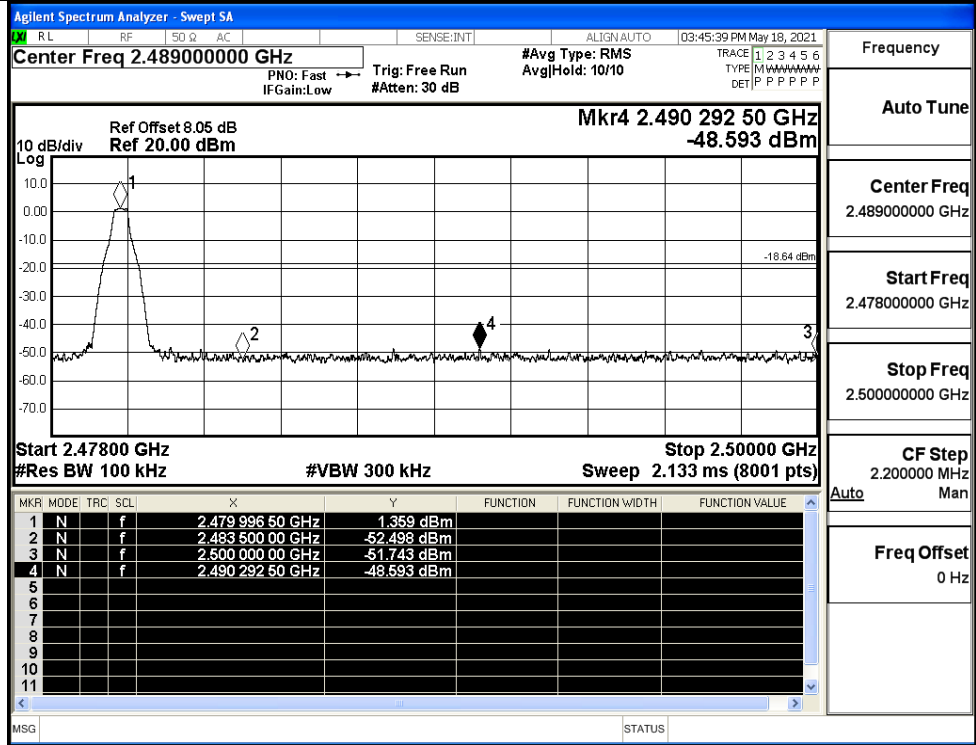 Agilent Spectrum Analyzer - Swept SA
LXI RL RF 50 Ω AC SENSE:INT ALIGN AUTO 03:45:39 PM May 18, 2021
Center Freq 2.489000000 GHz
PNO: Fast
IFGain:Low
Trig: Free Run
#Atten: 30 dB
#Avg Type: RMS
Avg|Hold: 10/10
TRACE 1 2 3 4 5 6
TYPE M WWWWW
DET P P P P P P
Ref Offset 8.05 dB
10 dB/div Ref 20.00 dBm
Log
Mkr4 2.490 292 50 GHz
-48.593 dBm
10.0
0.00
-10.0
-20.0
-30.0
-40.0
-50.0
-60.0
-70.0
1
2
4
3
-18.64 dBm
Start 2.47800 GHz Stop 2.50000 GHz
#Res BW 100 kHz #VBW 300 kHz Sweep 2.133 ms (8001 pts)
MKR MODE TRC SCL X Y FUNCTION FUNCTION WIDTH FUNCTION VALUE
1 N f 2.479 996 50 GHz 1.359 dBm
2 N f 2.483 500 00 GHz -52.498 dBm
3 N f 2.500 000 00 GHz -51.743 dBm
4 N f 2.490 292 50 GHz -48.593 dBm
5
6
7
8
9
10
11
MSG STATUS
Frequency
Auto Tune
Center Freq
2.489000000 GHz
Start Freq
2.478000000 GHz
Stop Freq
2.500000000 GHz
CF Step
2.200000 MHz
Auto Man
Freq Offset
0 Hz